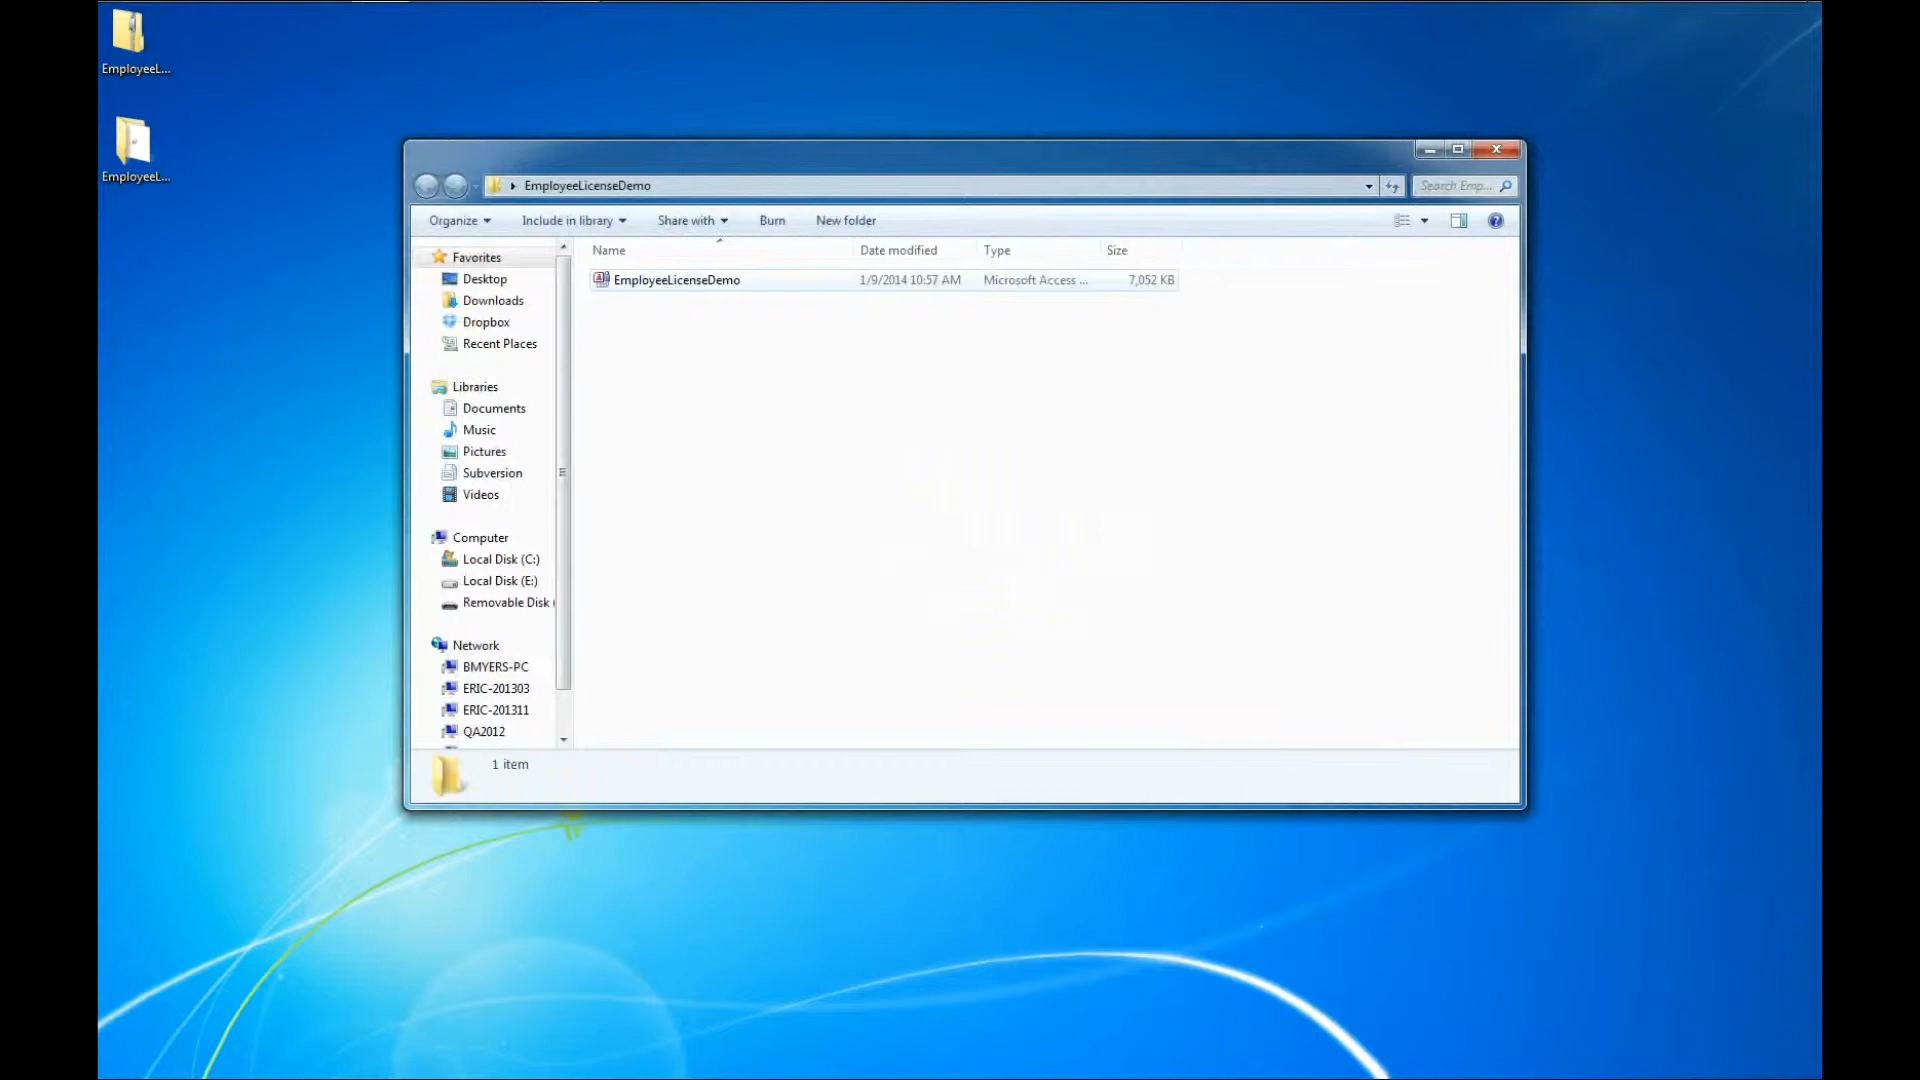 EmployeeL...
EmployeeL...
EmployeeLicenseDemo
Search Emp...
Organize Include in library Share with Burn New folder
Name Date modified Type Size
EmployeeLicenseDemo 1/9/2014 10:57 AM Microsoft Access ... 7,052 KB
Favorites
Desktop
Downloads
Dropbox
Recent Places
Libraries
Documents
Music
Pictures
Subversion
Videos
Computer
Local Disk (C:)
Local Disk (E:)
Removable Disk (
Network
BMYERS-PC
ERIC-201303
ERIC-201311
QA2012
1 item